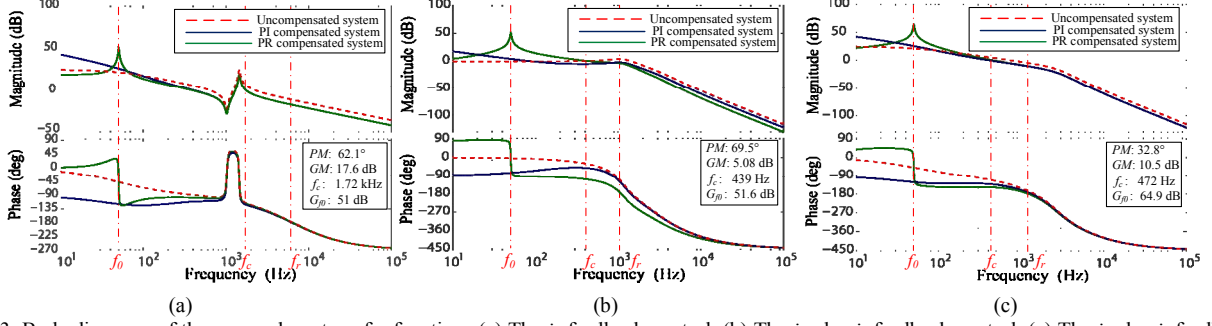 100
50
0
−50
Magnitude (dB)
Uncompensated system
PI compensated system
PR compensated system
90
45
0
-45
-90
-135
-180
-225
-270
Phase (deg)
PM: 62.1°
GM: 17.6 dB
fc: 1.72 kHz
Gf0: 51 dB
10^1 10^2 10^3 10^4 10^5
f0 Frequency (Hz) fc fr
(a)
100
50
0
−50
−100
Magnitude (dB)
Uncompensated system
PI compensated system
PR compensated system
90
0
−90
−180
−270
−360
−450
Phase (deg)
PM: 69.5°
GM: 5.08 dB
fc: 439 Hz
Gf0: 51.6 dB
10^1 10^2 10^3 10^4 10^5
f0 Frequency (Hz) fc fr
(b)
100
50
0
−50
−100
Magnitude (dB)
Uncompensated system
PI compensated system
PR compensated system
90
0
−90
−180
−270
−360
−450
Phase (deg)
PM: 32.8°
GM: 10.5 dB
fc: 472 Hz
Gf0: 64.9 dB
10^1 10^2 10^3 10^4 10^5
f0 Frequency (Hz) fc fr
(c)